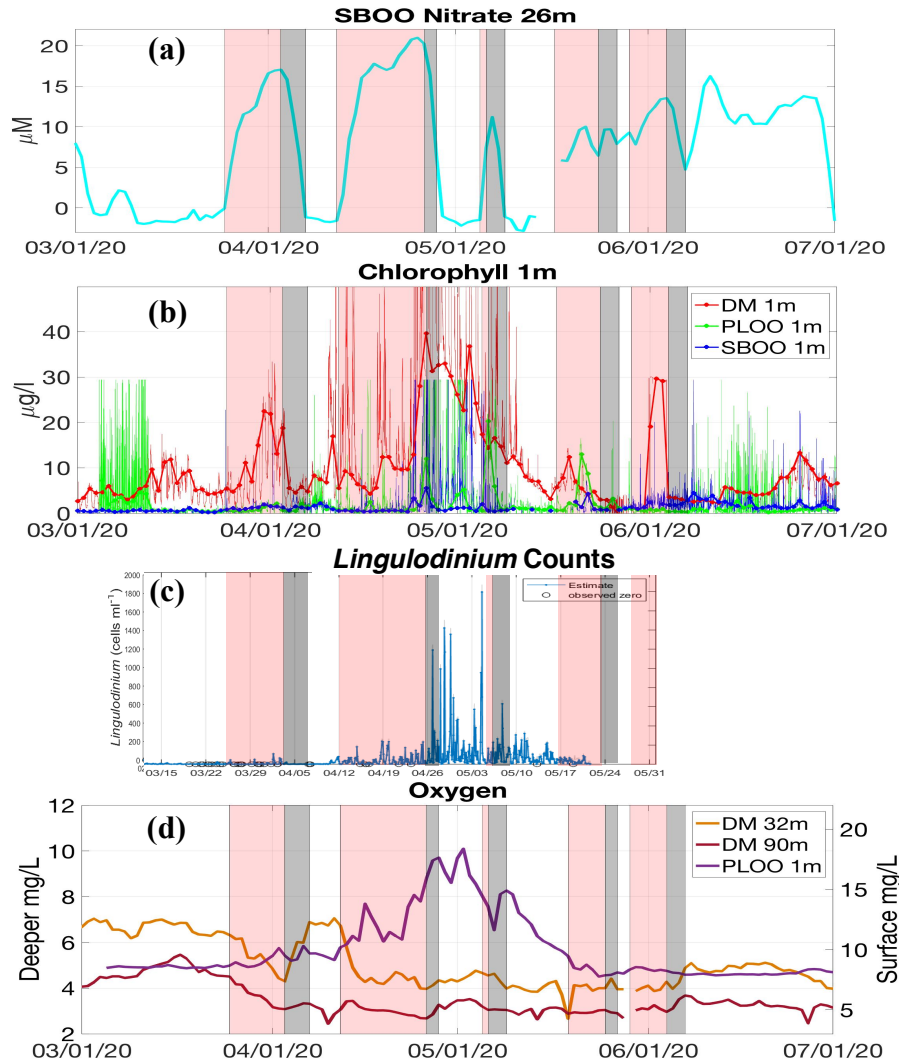 SBOO Nitrate 26m
(a)
μM
20
15
10
5
0
03/01/20 04/01/20 05/01/20 06/01/20 07/01/20
Chlorophyll 1m
(b)
μg/l
40
30
20
10
0
DM 1m
PLOO 1m
SBOO 1m
03/01/20 04/01/20 05/01/20 06/01/20 07/01/20
Lingulodinium Counts
(c)
Lingulodinium (cells ml⁻¹)
2000
1800
1600
1400
1200
1000
800
600
400
200
Estimate
observed zero
03/15 03/22 03/29 04/05 04/12 04/19 04/26 05/03 05/10 05/17 05/24 05/31
Oxygen
(d)
Deeper mg/L
12
10
8
6
4
2
DM 32m
DM 90m
PLOO 1m
Surface mg/L
20
15
10
5
03/01/20 04/01/20 05/01/20 06/01/20 07/01/20